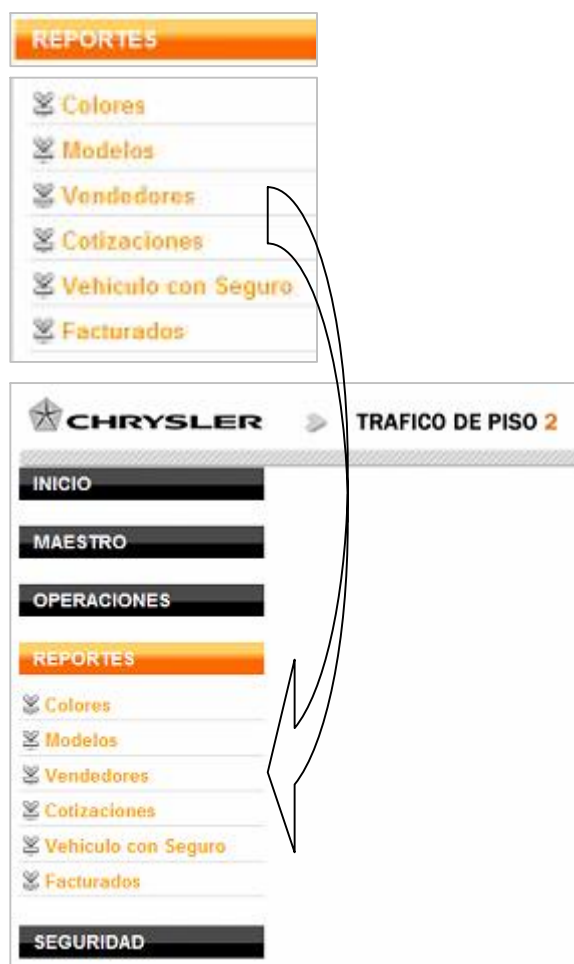 REPORTES
Colores
Modelos
Vendedores
Cotizaciones
Vehiculo con Seguro
Facturados
CHRYSLER TRAFICO DE PISO 2
INICIO
MAESTRO
OPERACIONES
REPORTES
Colores
Modelos
Vendedores
Cotizaciones
Vehiculo con Seguro
Facturados
SEGURIDAD